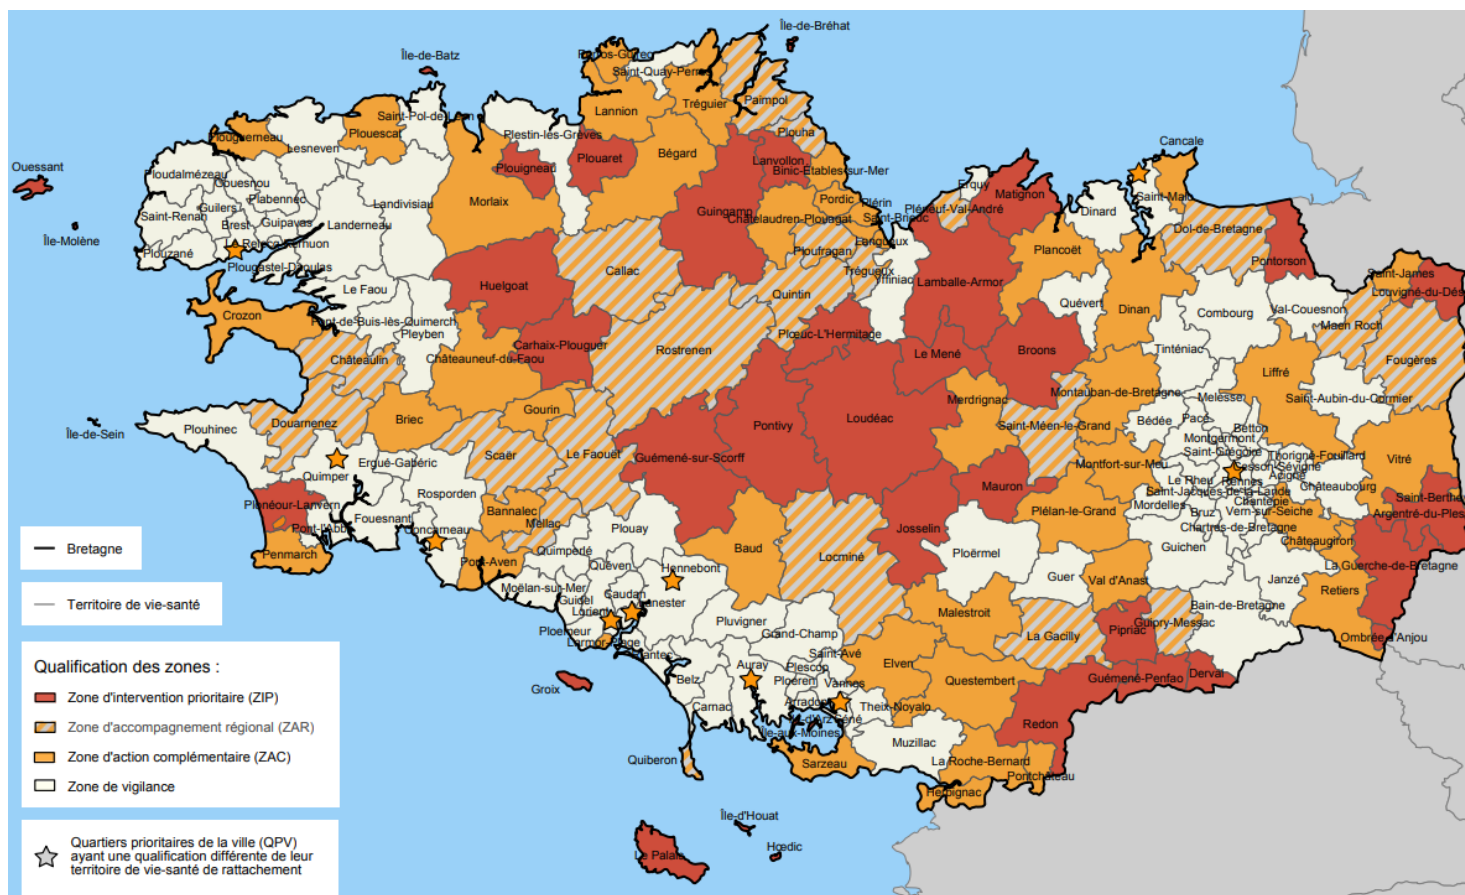 Île-de-Bréhat
Île-de-Batz
Perros-Guirec
Saint-Quay-Perros
Lannion
Tréguier
Paimpol
Saint-Pol-de-Léon
Plouguerneau
Plouescat
Lesneven
Plestin-les-Grèves
Plouha
Cancale
Ouessant
Ploudalmézeau
Plouigneau
Plouaret
Bégard
Lanvollon
Binic-Etables-sur-Mer
Gouesnou
Plabennec
Landivisiau
Morlaix
Erquy
Matignon
Saint-Malo
Guilers
Saint-Renan
Guipavas
Brest
Landerneau
Guingamp
Châtelaudren-Plouagat
Pordic
Plérin
Saint-Brieuc
Pléneuf-Val-André
Dinard
Île-Molène
Le Relecq-Kerhuon
Plouzané
Plougastel-Daoulas
Langueux
Ploufragan
Trégueux
Yffiniac
Plancoët
Dol-de-Bretagne
Pontorson
Saint-James
Louvigné-du-Dés
Le Faou
Huelgoat
Callac
Quintin
Lamballe-Armor
Quévert
Dinan
Combourg
Val-Couesnon
Maen Roch
Crozon
Pont-de-Buis-lès-Quimerch
Pleyben
Plœuc-L'Hermitage
Carhaix-Plouguer
Châteaulin
Châteauneuf-du-Faou
Rostrenen
Le Mené
Broons
Tinténiac
Fougères
Liffré
Montauban-de-Bretagne
Merdrignac
Melesse
Saint-Aubin-du-Cormier
Île-de-Sein
Plouhinec
Douarnenez
Briec
Gourin
Loudéac
Pontivy
Saint-Méen-le-Grand
Bédée
Pacé
Betton
Montgermont
Saint-Grégoire
Thorigné-Fouillard
Cesson-Sévigné
Vitré
Ergué-Gabéric
Scaër
Le Faouët
Guémené-sur-Scorff
Montfort-sur-Meu
Quimper
Le Rheu
Rennes
Acigné
Châteaubourg
Rosporden
Mauron
Saint-Jacques-de-la-Lande
Chantepie
Saint-Berthev
Plonéour-Lanvern
Fouesnant
Bannalec
Mellac
Plélan-le-Grand
Mordelles
Bruz
Vern-sur-Seiche
Argentré-du-Ples
Pont-l'Abbé
Concarneau
Plouay
Josselin
Chartres-de-Bretagne
Châteaugiron
Bretagne
Penmarch
Quimperlé
Baud
Locminé
Ploërmel
Guichen
La Guerche-de-Bretagne
Pont-Aven
Quéven
Hennebont
Guer
Val d'Anast
Janzé
Retiers
Moëlan-sur-Mer
Guidel
Caudan
Lanester
Lorient
Malestroit
Bain-de-Bretagne
Territoire de vie-santé
Pluvigner
Ploemeur
Larmor-Plage
Grand-Champ
La Gacilly
Pipriac
Guipry-Messac
Ombrée d'Anjou
Saint-Avé
Elven
Auray
Plescop
Ploeren
Vannes
Questembert
Guémené-Penfao
Derval
Qualification des zones :
Groix
Belz
Carnac
Arradon
Séné
Theix-Noyalo
Zone d'intervention prioritaire (ZIP)
Île-aux-Moines
Redon
Zone d'accompagnement régional (ZAR)
Muzillac
Zone d'action complémentaire (ZAC)
Quiberon
Sarzeau
La Roche-Bernard
Pontchâteau
Zone de vigilance
Herbignac
Île-d'Houat
Quartiers prioritaires de la ville (QPV)
ayant une qualification différente de leur
territoire de vie-santé de rattachement
Le Palais
Hœdic